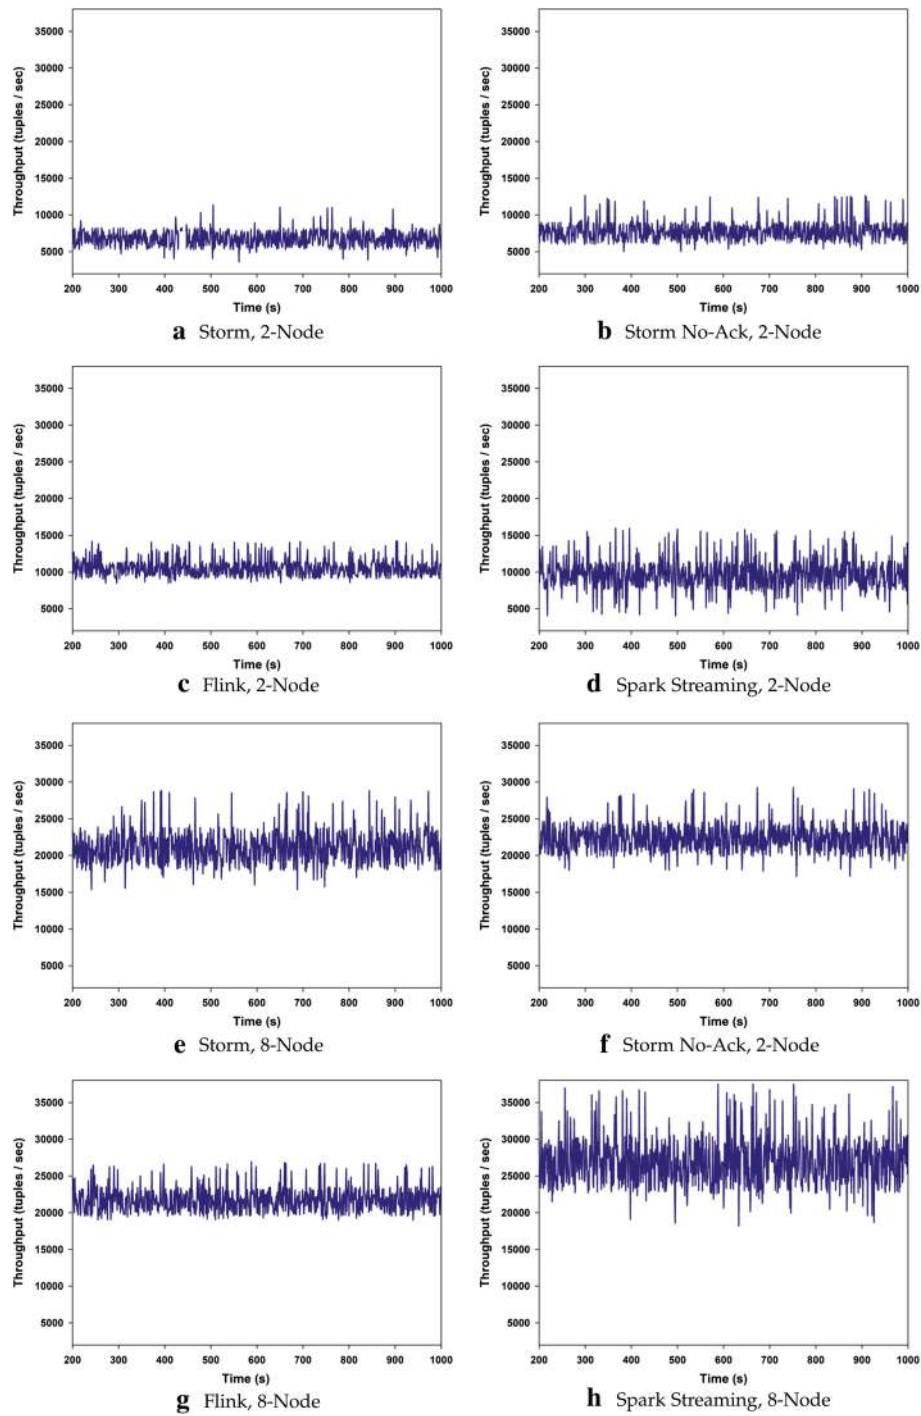 35000
30000
25000
20000
15000
10000
5000
Throughput (tuples / sec)
200 300 400 500 600 700 800 900 1000
Time (s)
a Storm, 2-Node
35000
30000
25000
20000
15000
10000
5000
Throughput (tuples / sec)
200 300 400 500 600 700 800 900 1000
Time (s)
b Storm No-Ack, 2-Node
35000
30000
25000
20000
15000
10000
5000
Throughput (tuples / sec)
200 300 400 500 600 700 800 900 1000
Time (s)
c Flink, 2-Node
35000
30000
25000
20000
15000
10000
5000
Throughput (tuples / sec)
200 300 400 500 600 700 800 900 1000
Time (s)
d Spark Streaming, 2-Node
35000
30000
25000
20000
15000
10000
5000
Throughput (tuples / sec)
200 300 400 500 600 700 800 900 1000
Time (s)
e Storm, 8-Node
35000
30000
25000
20000
15000
10000
5000
Throughput (tuples / sec)
200 300 400 500 600 700 800 900 1000
Time (s)
f Storm No-Ack, 2-Node
35000
30000
25000
20000
15000
10000
5000
Throughput (tuples / sec)
200 300 400 500 600 700 800 900 1000
Time (s)
g Flink, 8-Node
35000
30000
25000
20000
15000
10000
5000
Throughput (tuples / sec)
200 300 400 500 600 700 800 900 1000
Time (s)
h Spark Streaming, 8-Node